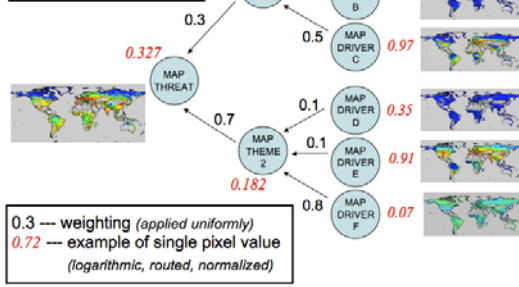 0.3
B
0.5
MAP
DRIVER
C
0.97
0.327
MAP
THREAT
0.7
0.1
MAP
DRIVER
D
0.35
MAP
THEME
2
0.182
0.1
MAP
DRIVER
E
0.91
0.8
MAP
DRIVER
F
0.07
0.3 --- weighting (applied uniformly)
0.72 --- example of single pixel value
(logarithmic, routed, normalized)